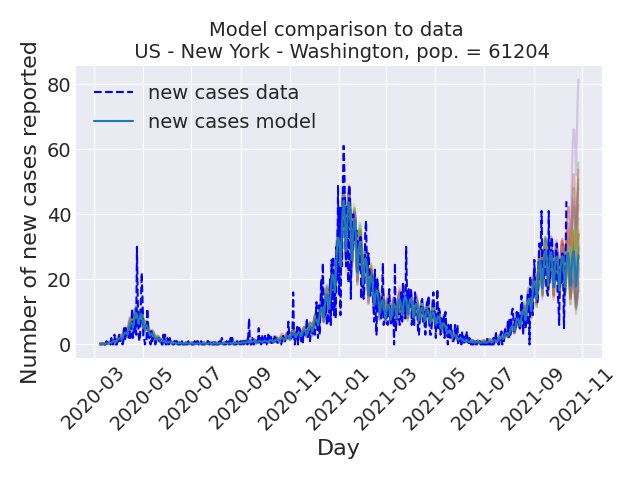 Model comparison to data
US - New York - Washington, pop. = 61204
Number of new cases reported
80
60
40
20
0
new cases data
new cases model
2020-03
2020-05
2020-07
2020-09
2020-11
2021-01
2021-03
2021-05
2021-07
2021-09
2021-11
Day